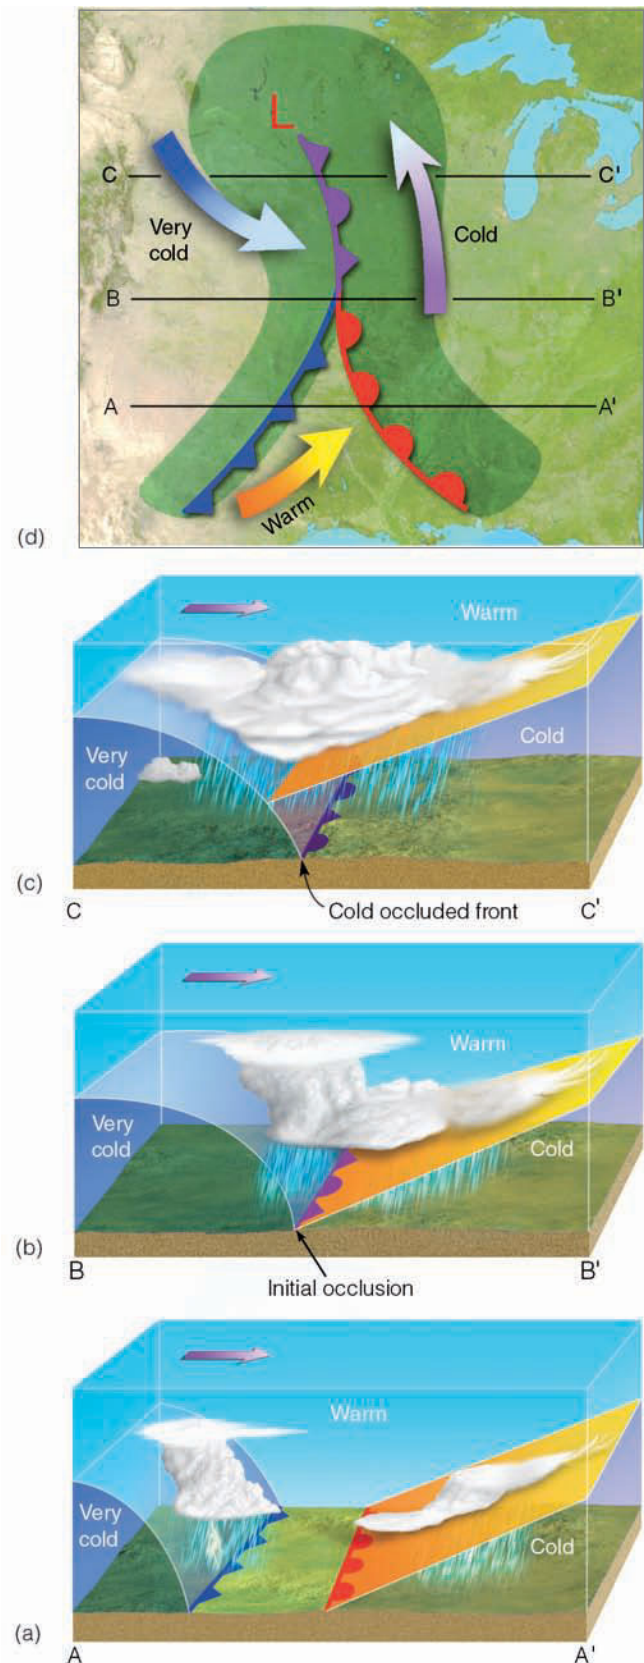 L
C
C'
Very
cold
Cold
B
B'
A
A'
Warm
(d)
Warm
Very
cold
Cold
(c)
C
Cold occluded front
C'
Warm
Very
cold
Cold
(b)
B
Initial occlusion
B'
Warm
Very
cold
Cold
(a)
A
A'